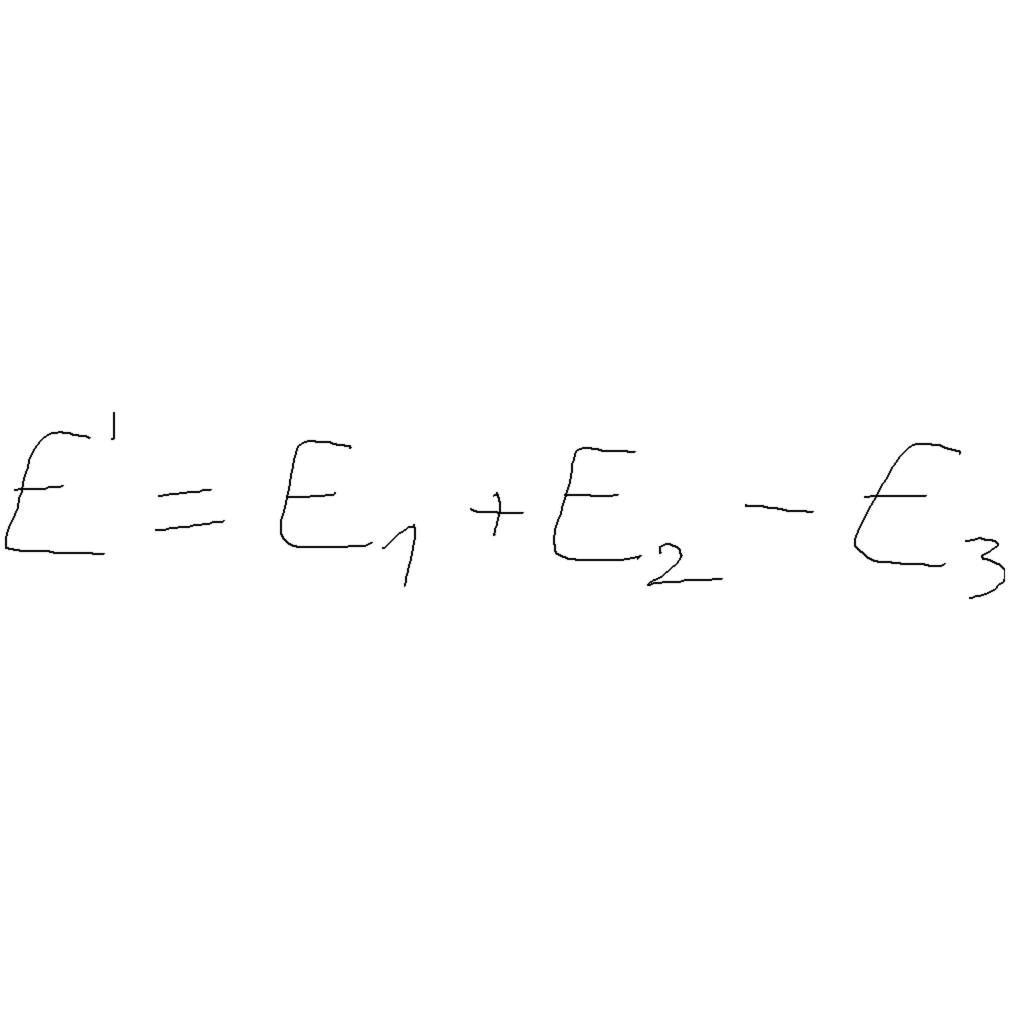 E' = E₁ + E₂ - E₃